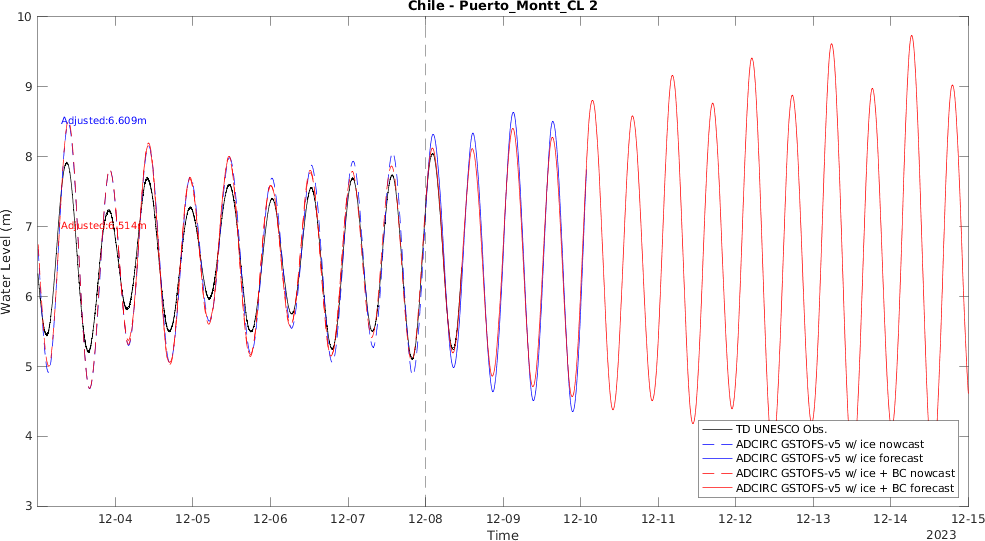 Chile - Puerto_Montt_CL 2
10
9
8
7
6
5
4
3
Water Level (m)
Adjusted:6.609m
Adjusted:6.514m
TD UNESCO Obs.
ADCIRC GSTOFS-v5 w/ ice nowcast
ADCIRC GSTOFS-v5 w/ ice forecast
ADCIRC GSTOFS-v5 w/ ice + BC nowcast
ADCIRC GSTOFS-v5 w/ ice + BC forecast
12-04 12-05 12-06 12-07 12-08 12-09 12-10 12-11 12-12 12-13 12-14 12-15
Time
2023